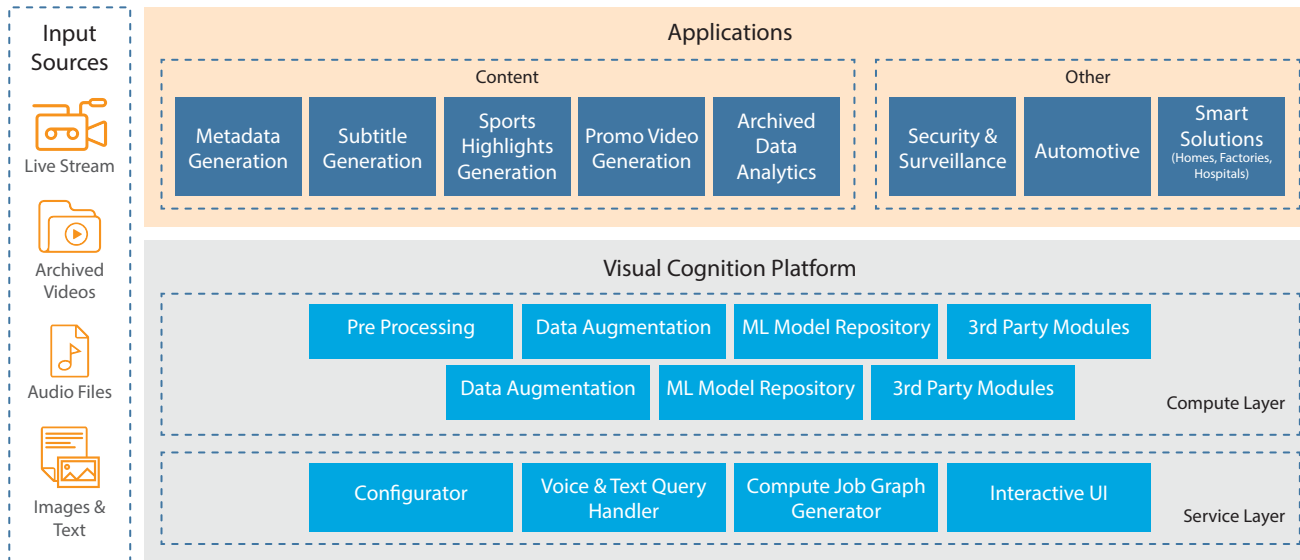 Input
Sources
Live Stream
Archived
Videos
Audio Files
Images &
Text
Applications
Content
Metadata
Generation
Subtitle
Generation
Sports
Highlights
Generation
Promo Video
Generation
Archived
Data
Analytics
Other
Security &
Surveillance
Automotive
Smart
Solutions
(Homes, Factories,
Hospitals)
Visual Cognition Platform
Pre Processing
Data Augmentation
ML Model Repository
3rd Party Modules
Data Augmentation
ML Model Repository
3rd Party Modules
Compute Layer
Configurator
Voice & Text Query
Handler
Compute Job Graph
Generator
Interactive UI
Service Layer